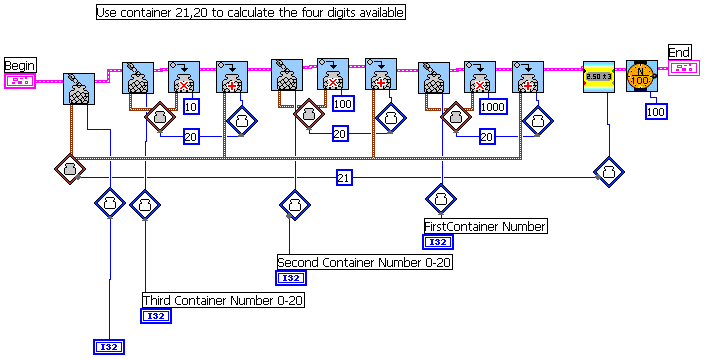 Use container 21,20 to calculate the four digits available
Begin
End
2.50 ±3
N
100
10
100
1000
100
20
20
20
21
FirstContainer Number
I32
Second Container Number 0-20
I32
Third Container Number 0-20
I32
I32